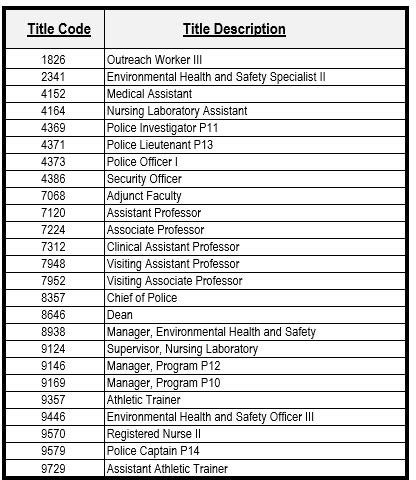 Title Code Title Description
1826 Outreach Worker III
2341 Environmental Health and Safety Specialist II
4152 Medical Assistant
4164 Nursing Laboratory Assistant
4369 Police Investigator P11
4371 Police Lieutenant P13
4373 Police Officer I
4386 Security Officer
7068 Adjunct Faculty
7120 Assistant Professor
7224 Associate Professor
7312 Clinical Assistant Professor
7948 Visiting Assistant Professor
7952 Visiting Associate Professor
8357 Chief of Police
8646 Dean
8938 Manager, Environmental Health and Safety
9124 Supervisor, Nursing Laboratory
9146 Manager, Program P12
9169 Manager, Program P10
9357 Athletic Trainer
9446 Environmental Health and Safety Officer III
9570 Registered Nurse II
9579 Police Captain P14
9729 Assistant Athletic Trainer